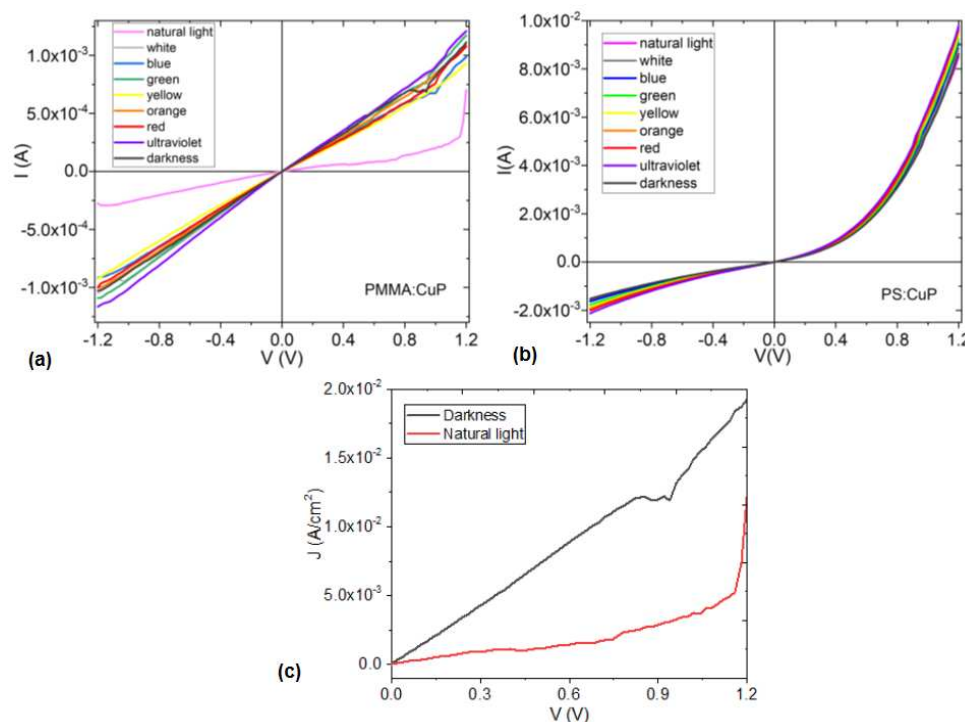 I (A)
1.0x10⁻³
5.0x10⁻⁴
0.0
-5.0x10⁻⁴
-1.0x10⁻³
natural light
white
blue
green
yellow
orange
red
ultraviolet
darkness
PMMA:CuP
-1.2 -0.8 -0.4 0.0 0.4 0.8 1.2
V (V)
(a)
I(A)
1.0x10⁻²
8.0x10⁻³
6.0x10⁻³
4.0x10⁻³
2.0x10⁻³
0.0
-2.0x10⁻³
natural light
white
blue
green
yellow
orange
red
ultraviolet
darkness
PS:CuP
-1.2 -0.8 -0.4 0.0 0.4 0.8 1.2
V(V)
(b)
J (A/cm²)
2.0x10⁻²
1.5x10⁻²
1.0x10⁻²
5.0x10⁻³
0.0
Darkness
Natural light
0.0 0.3 0.6 0.9 1.2
V (V)
(c)